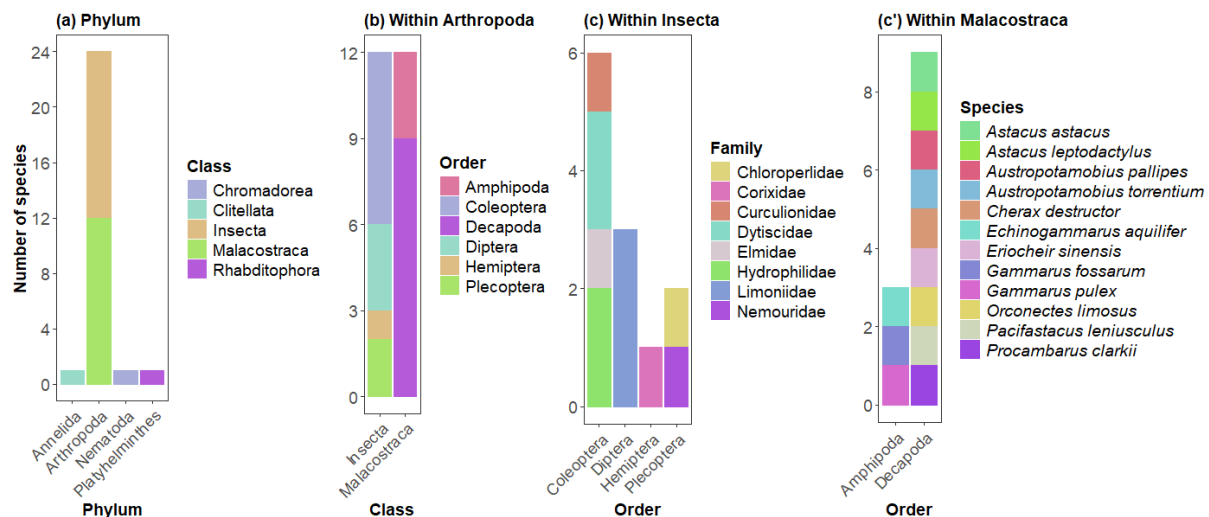 (a) Phylum
Number of species
24
20
16
12
8
4
0
Annelida
Arthropoda
Nematoda
Platyhelminthes
Phylum
Class
Chromadorea
Clitellata
Insecta
Malacostraca
Rhabditophora
(b) Within Arthropoda
12
9
6
3
0
Insecta
Malacostraca
Class
Order
Amphipoda
Coleoptera
Decapoda
Diptera
Hemiptera
Plecoptera
(c) Within Insecta
6
4
2
0
Coleoptera
Diptera
Hemiptera
Plecoptera
Order
Family
Chloroperlidae
Corixidae
Curculionidae
Dytiscidae
Elmidae
Hydrophilidae
Limoniidae
Nemouridae
(c') Within Malacostraca
8
6
4
2
0
Amphipoda
Decapoda
Order
Species
Astacus astacus
Astacus leptodactylus
Austropotamobius pallipes
Austropotamobius torrentium
Cherax destructor
Echinogammarus aquilifer
Eriocheir sinensis
Gammarus fossarum
Gammarus pulex
Orconectes limosus
Pacifastacus leniusculus
Procambarus clarkii